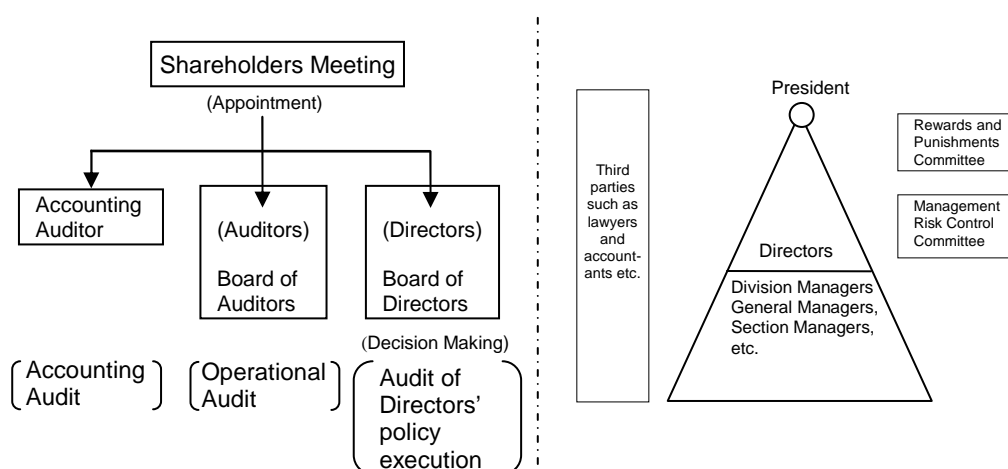 Shareholders Meeting
(Appointment)
Accounting
Auditor
(Auditors)
Board of
Auditors
(Directors)
Board of
Directors
(Decision Making)
Accounting
Audit
Operational
Audit
Audit of
Directors’
policy
execution
Third
parties
such as
lawyers
and
account-
ants etc.
President
Directors
Division Managers
General Managers,
Section Managers,
etc.
Rewards and
Punishments
Committee
Management
Risk Control
Committee